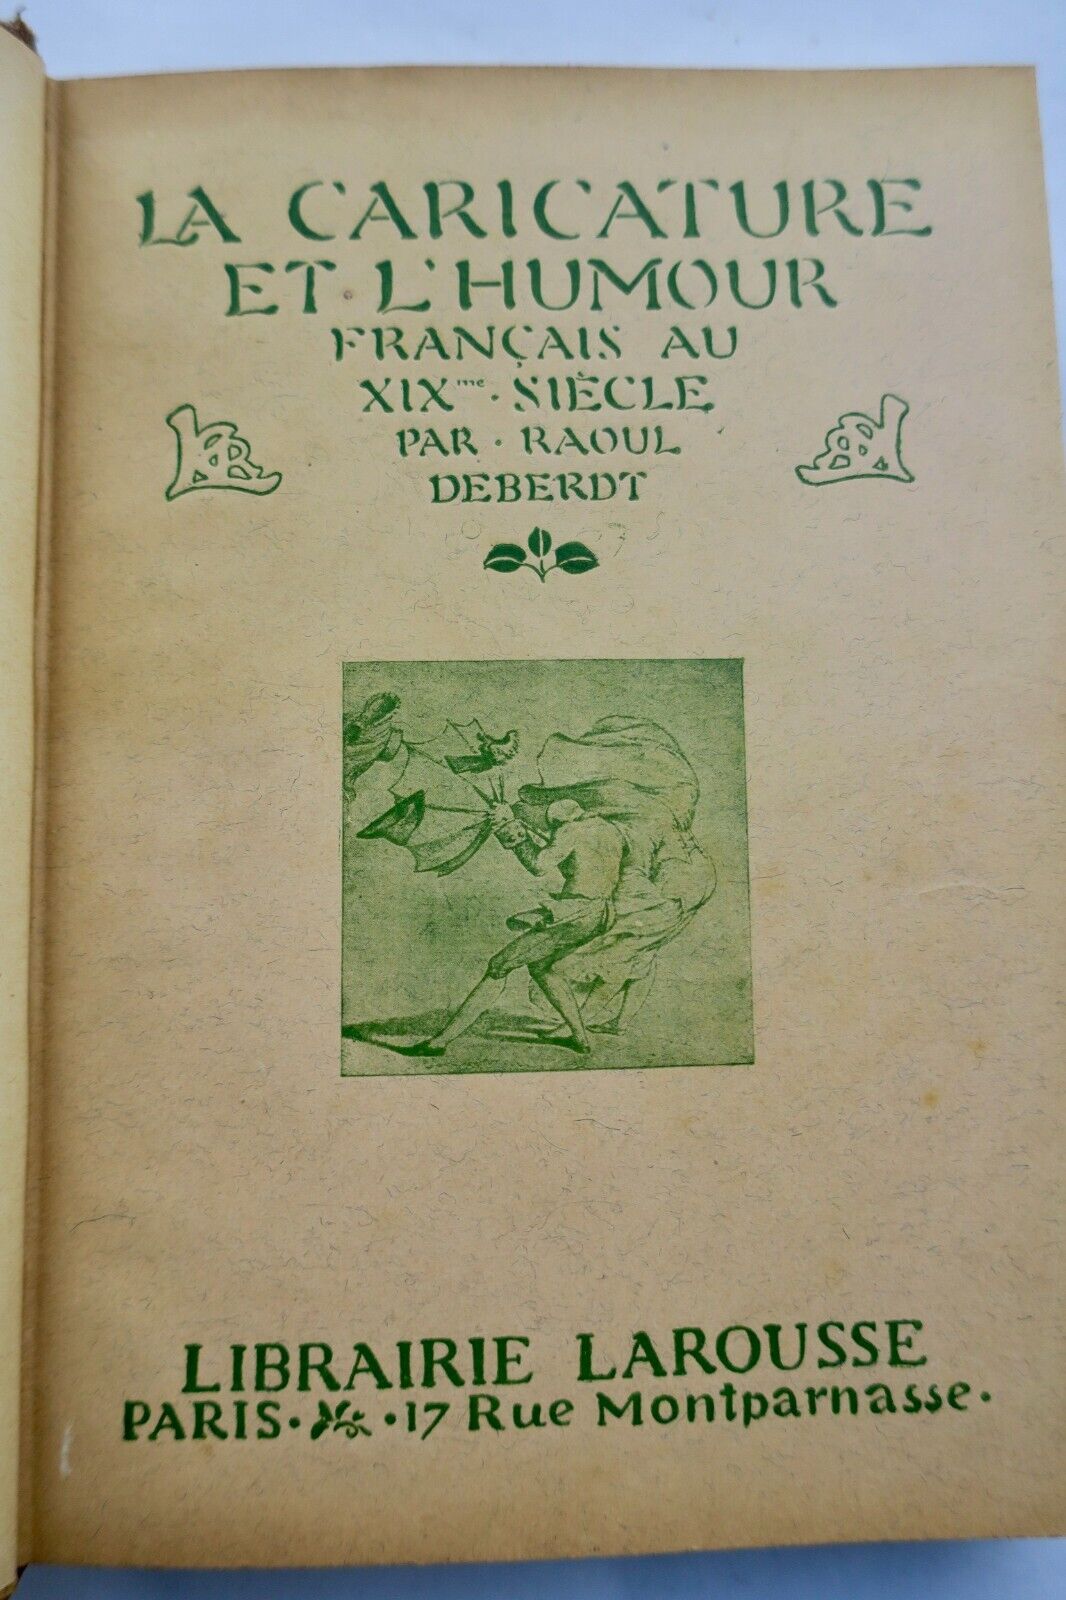 LA CARICATURE
ET · L'HUMOUR
FRANÇAIS AU
XIXme · SIÈCLE
PAR · RAOUL
DEBERDT
LIBRAIRIE LAROUSSE
PARIS · · 17 Rue Montparnasse ·